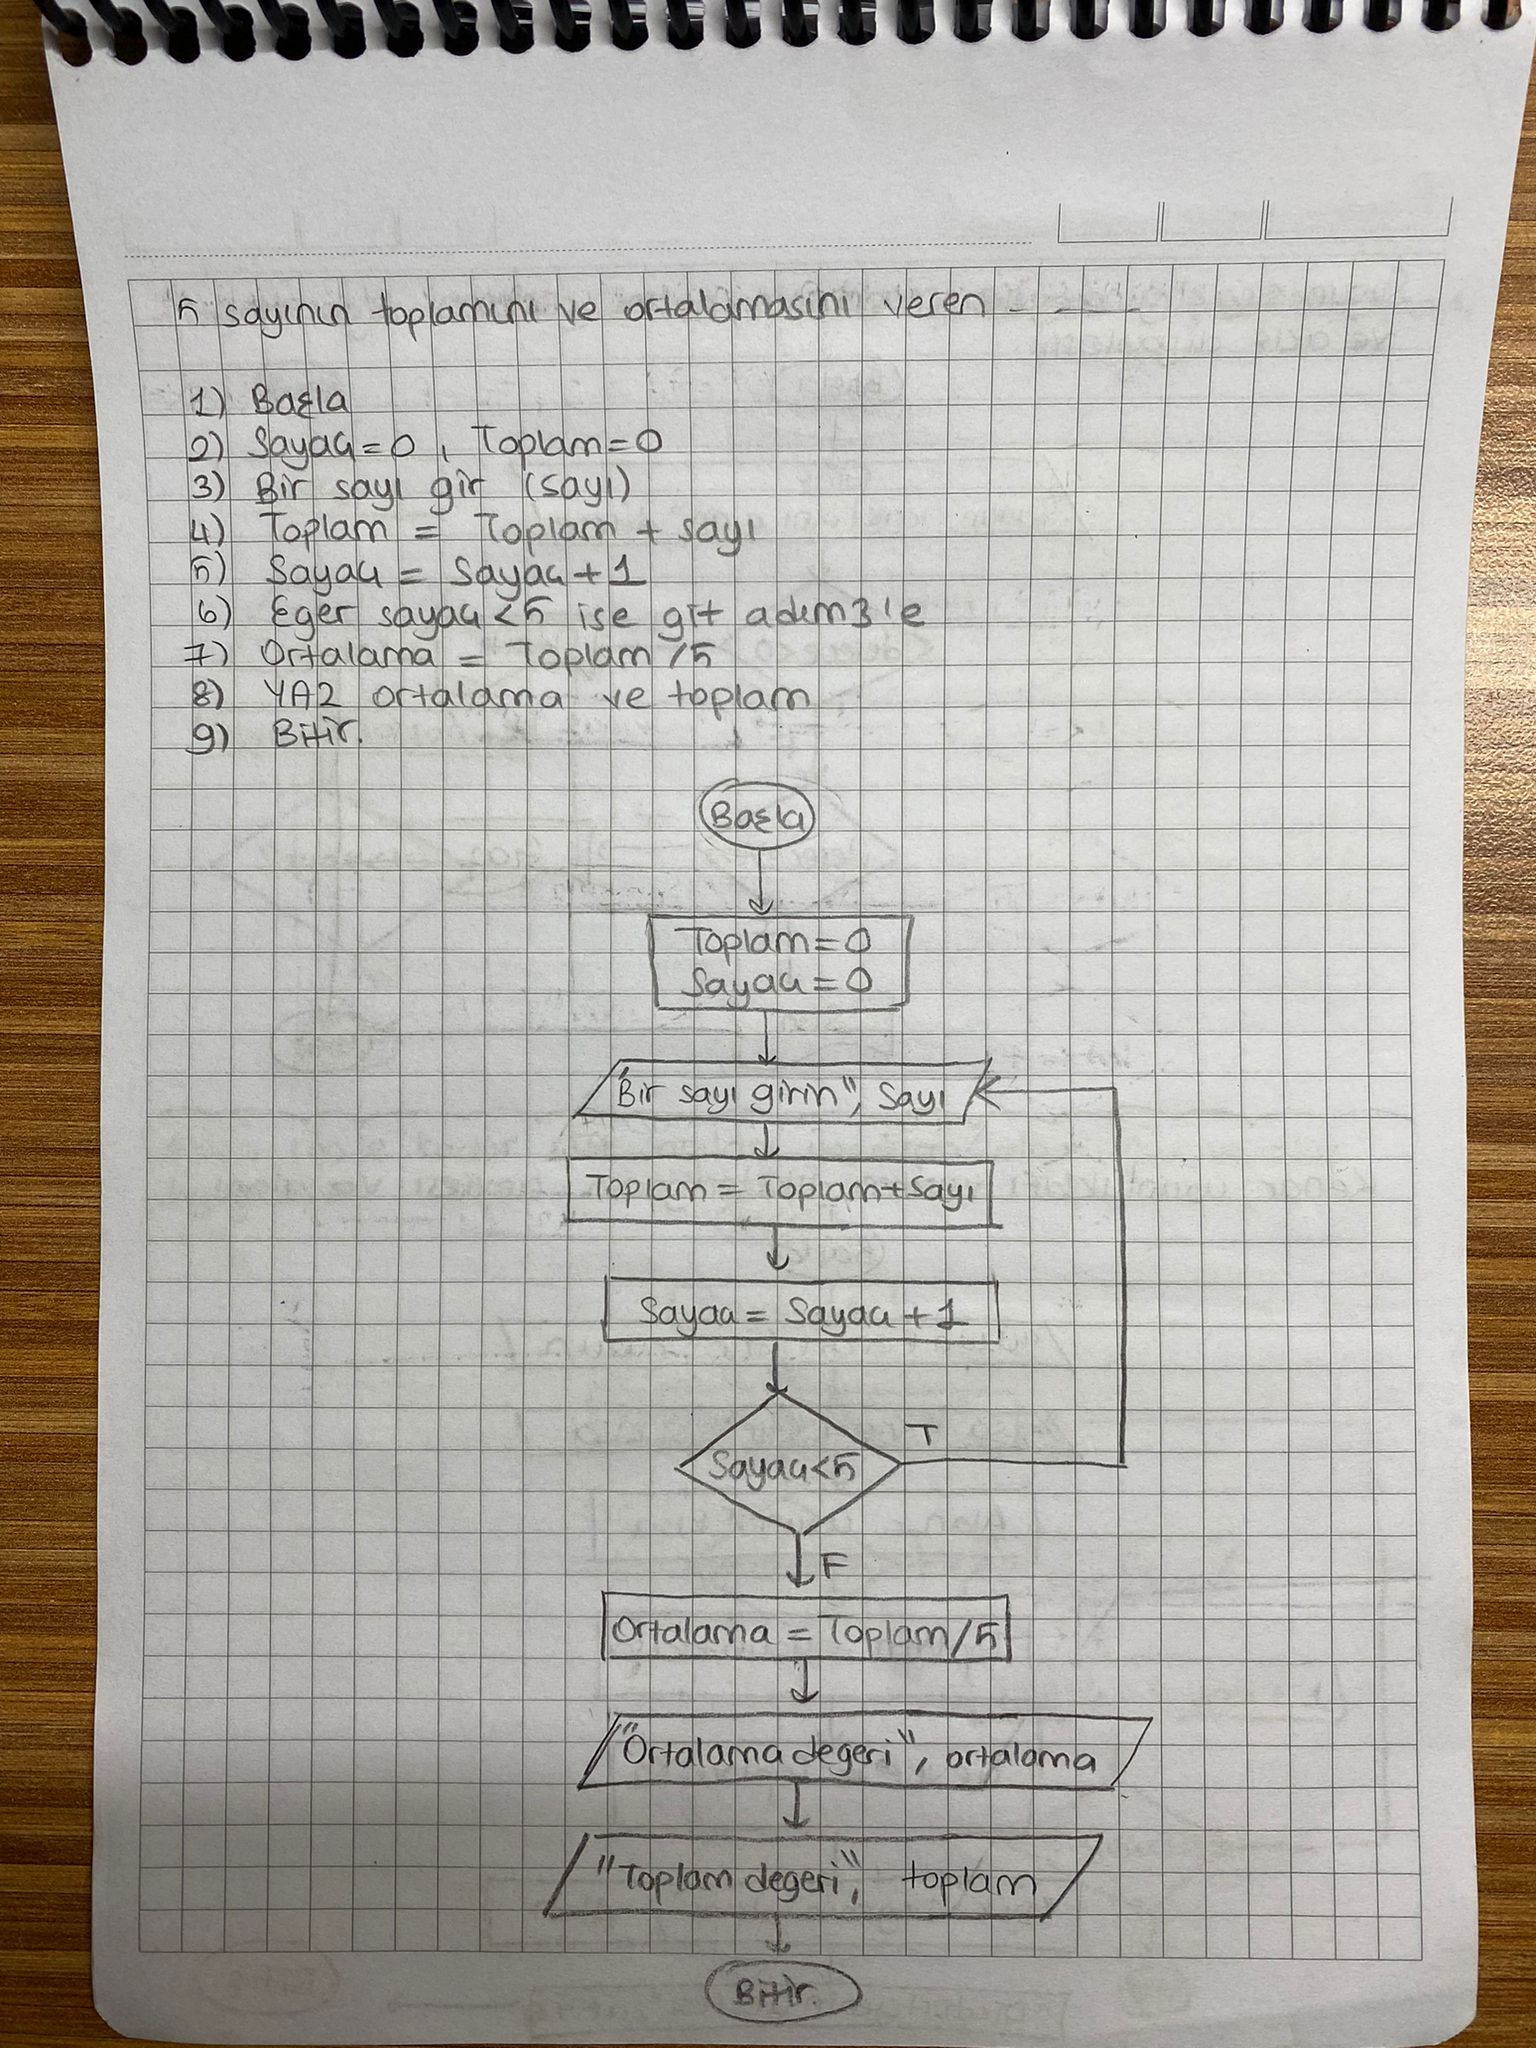 5 sayının toplamını ve ortalamasını veren - - - -
1) Başla
2) Sayaç=0, Toplam=0
3) Bir sayı gir (sayı)
4) Toplam = Toplam + sayı
5) Sayaç = Sayaç+1
6) Eger sayaç<5 ise git adım3'e
7) Ortalama = Toplam/5
8) YAZ ortalama ve toplam
9) Bitir.
Başla
Toplam=0
Sayaç=0
"Bir sayı girin", Sayı
Toplam = Toplam+Sayı
Sayaç = Sayaç +1
Sayaç<5
T
F
Ortalama = Toplam/5
"Ortalama degeri", ortalama
"Toplam degeri", toplam
Bitir.